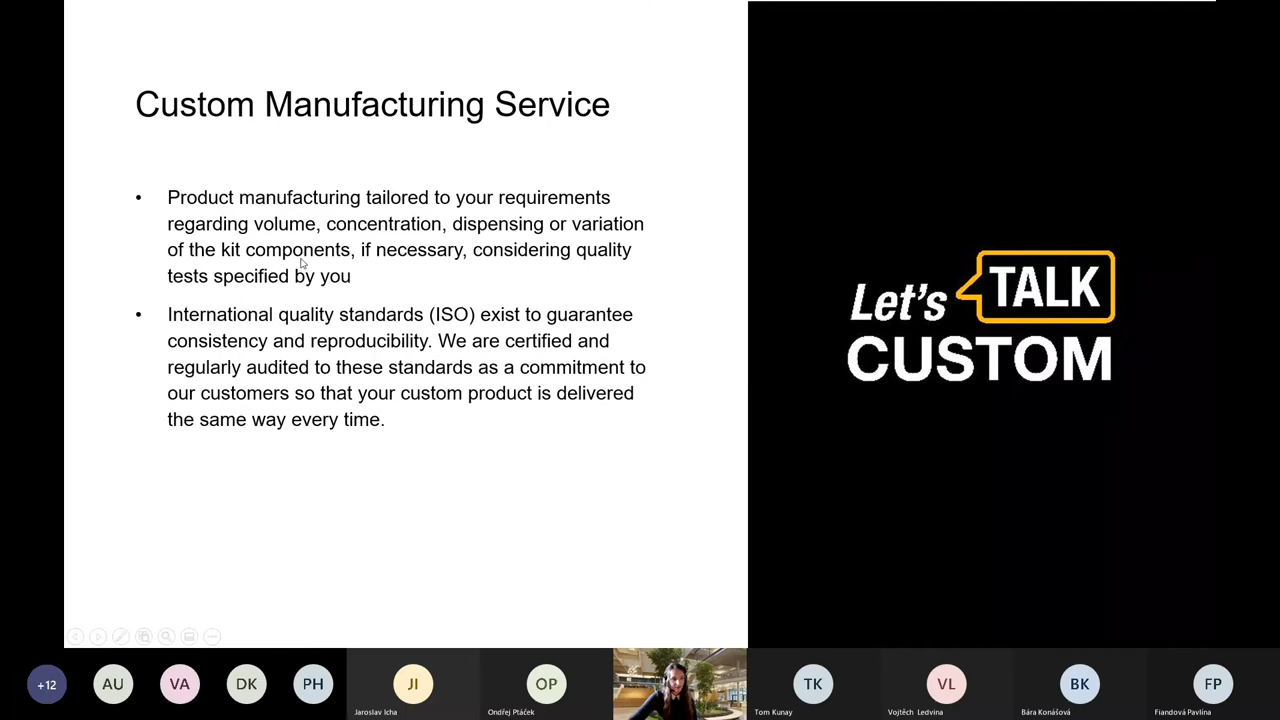 Custom Manufacturing Service
• Product manufacturing tailored to your requirements
regarding volume, concentration, dispensing or variation
of the kit components, if necessary, considering quality
tests specified by you
• International quality standards (ISO) exist to guarantee
consistency and reproducibility. We are certified and
regularly audited to these standards as a commitment to
our customers so that your custom product is delivered
the same way every time.
Let's TALK
CUSTOM
+12 AU VA DK PH JI OP TK VL BK FP
Jaroslav Icha Ondřej Ptáček Tom Kunay Vojtěch Ledvina Bára Konášová Fiandová Pavlína